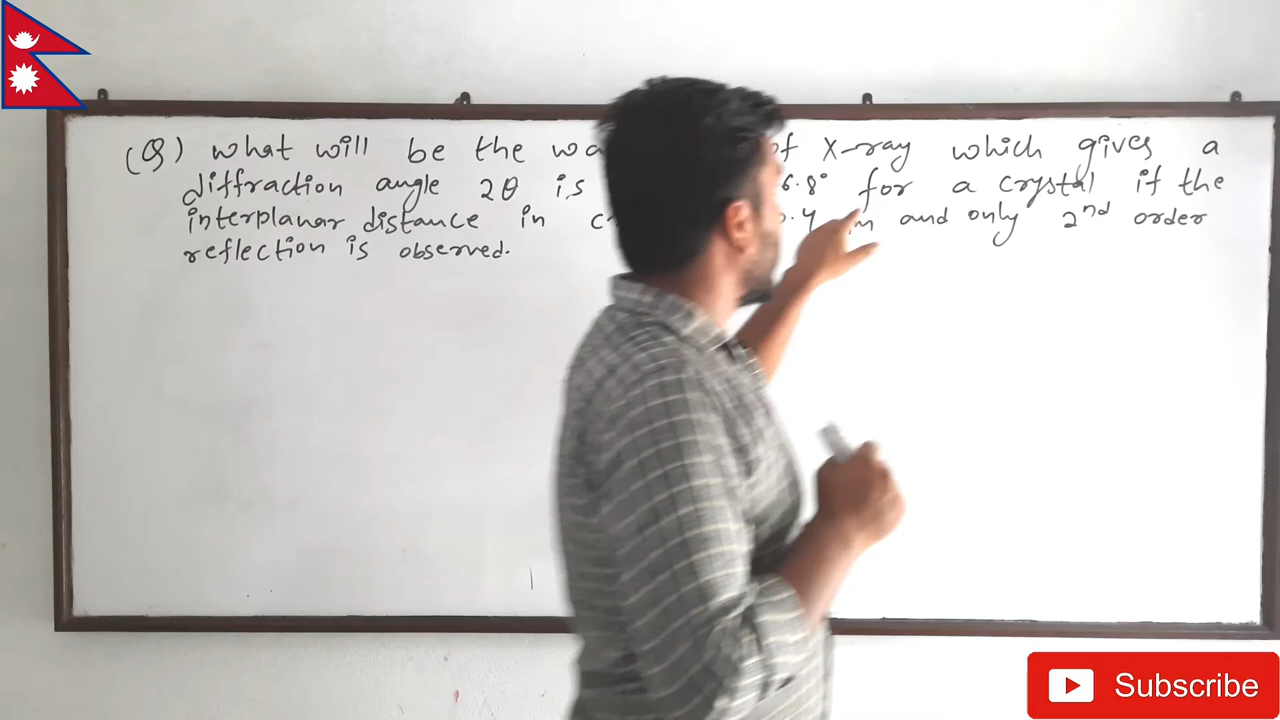 (Q) what will be the of X-ray which gives a
diffraction angle 2θ is 6.8° for a crystal if the
interplanar distance in and only 2nd order
reflection is observed.
Subscribe